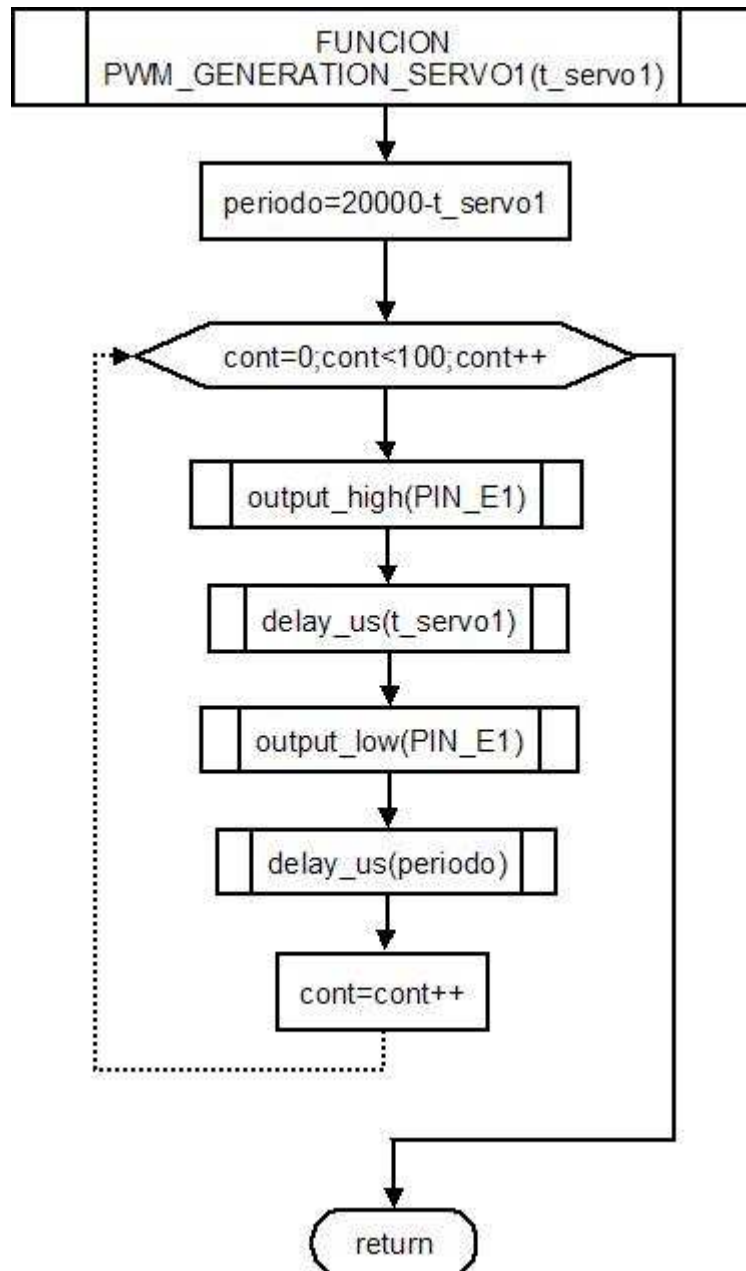 FUNCION
PWM_GENERATION_SERVO1(t_servo1)
periodo=20000-t_servo1
cont=0;cont<100;cont++
output_high(PIN_E1)
delay_us(t_servo1)
output_low(PIN_E1)
delay_us(periodo)
cont=cont++
return